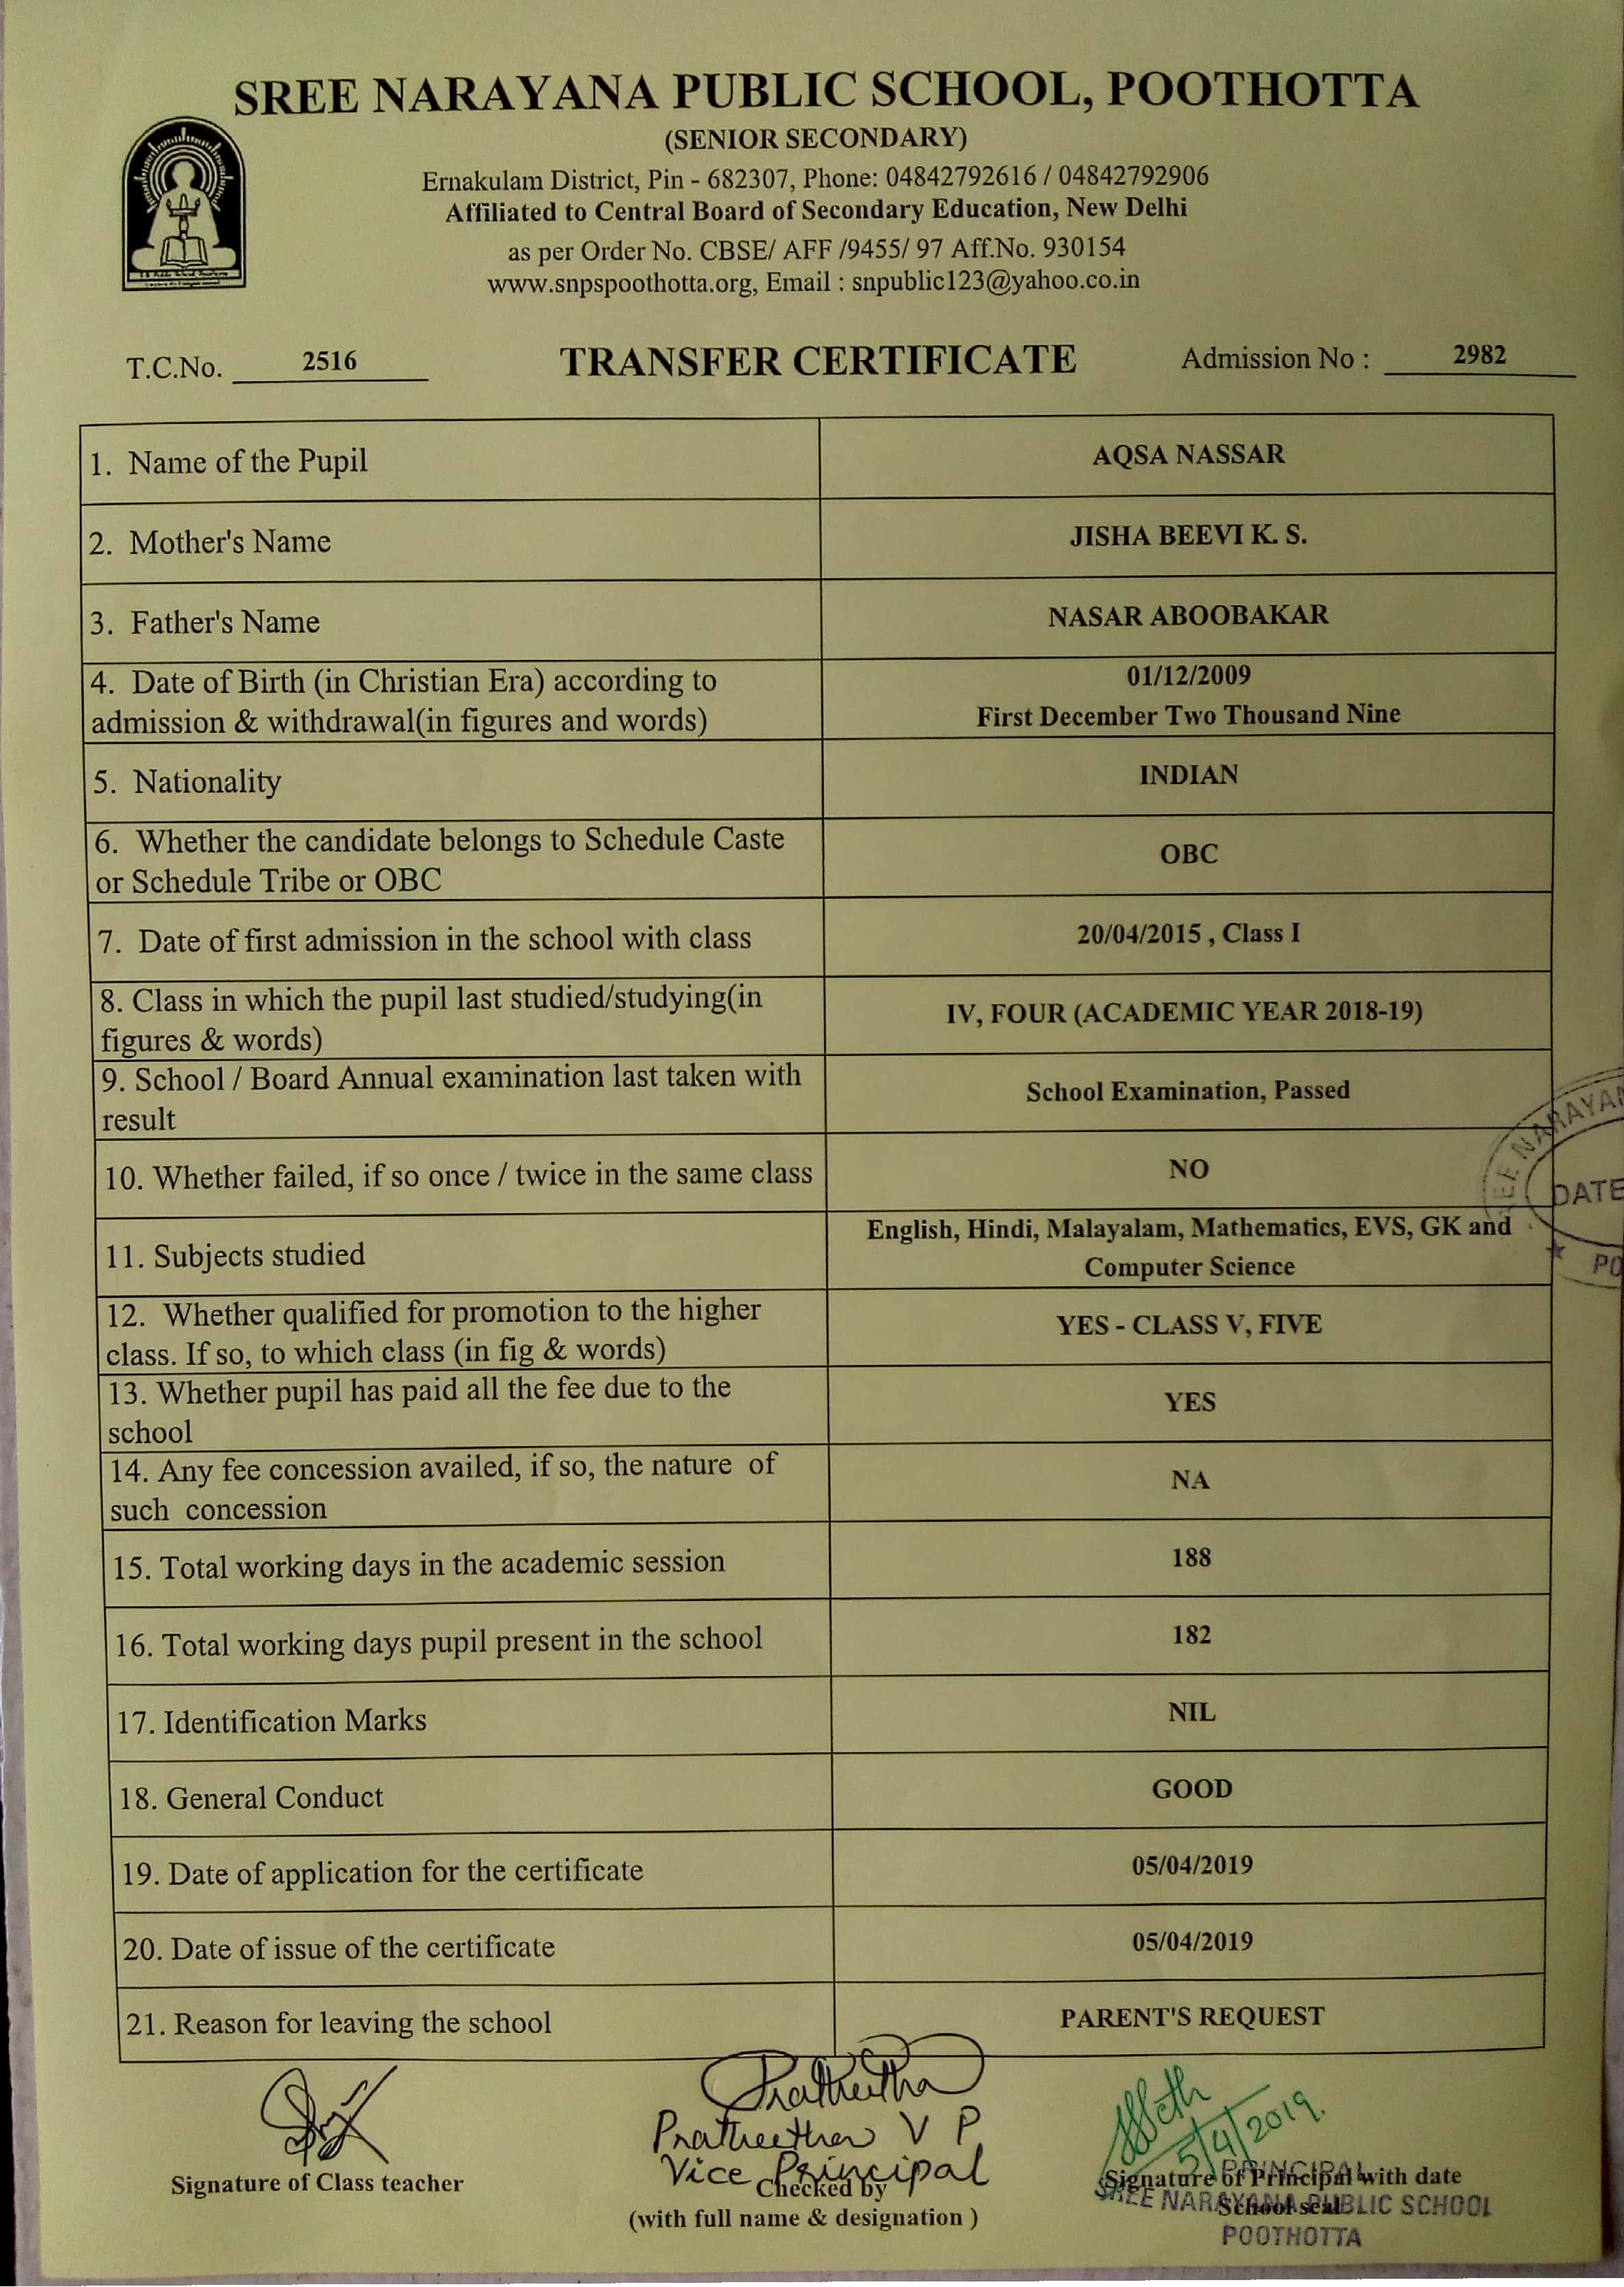 SREE NARAYANA PUBLIC SCHOOL, POOTHOTTA
(SENIOR SECONDARY)
Ernakulam District, Pin - 682307, Phone: 04842792616 / 04842792906
Affiliated to Central Board of Secondary Education, New Delhi
as per Order No. CBSE/ AFF /9455/ 97 Aff.No. 930154
www.snpspoothotta.org, Email : snpublic123@yahoo.co.in
T.C.No. 2516 TRANSFER CERTIFICATE Admission No : 2982
1. Name of the Pupil AQSA NASSAR
2. Mother's Name JISHA BEEVI K. S.
3. Father's Name NASAR ABOOBAKAR
4. Date of Birth (in Christian Era) according to 01/12/2009
admission & withdrawal(in figures and words) First December Two Thousand Nine
5. Nationality INDIAN
6. Whether the candidate belongs to Schedule Caste
or Schedule Tribe or OBC OBC
7. Date of first admission in the school with class 20/04/2015 , Class I
8. Class in which the pupil last studied/studying(in
figures & words) IV, FOUR (ACADEMIC YEAR 2018-19)
9. School / Board Annual examination last taken with
result School Examination, Passed
10. Whether failed, if so once / twice in the same class NO
11. Subjects studied English, Hindi, Malayalam, Mathematics, EVS, GK and
Computer Science
12. Whether qualified for promotion to the higher
class. If so, to which class (in fig & words) YES - CLASS V, FIVE
13. Whether pupil has paid all the fee due to the
school YES
14. Any fee concession availed, if so, the nature of
such concession NA
15. Total working days in the academic session 188
16. Total working days pupil present in the school 182
17. Identification Marks NIL
18. General Conduct GOOD
19. Date of application for the certificate 05/04/2019
20. Date of issue of the certificate 05/04/2019
21. Reason for leaving the school PARENT'S REQUEST
DATE
5/4/2019.
V P
Vice Principal
Signature of Class teacher
Checked by
(with full name & designation )
Signature of Principal with date
School seal
PRINCIPAL
SREE NARAYANA PUBLIC SCHOOL
POOTHOTTA